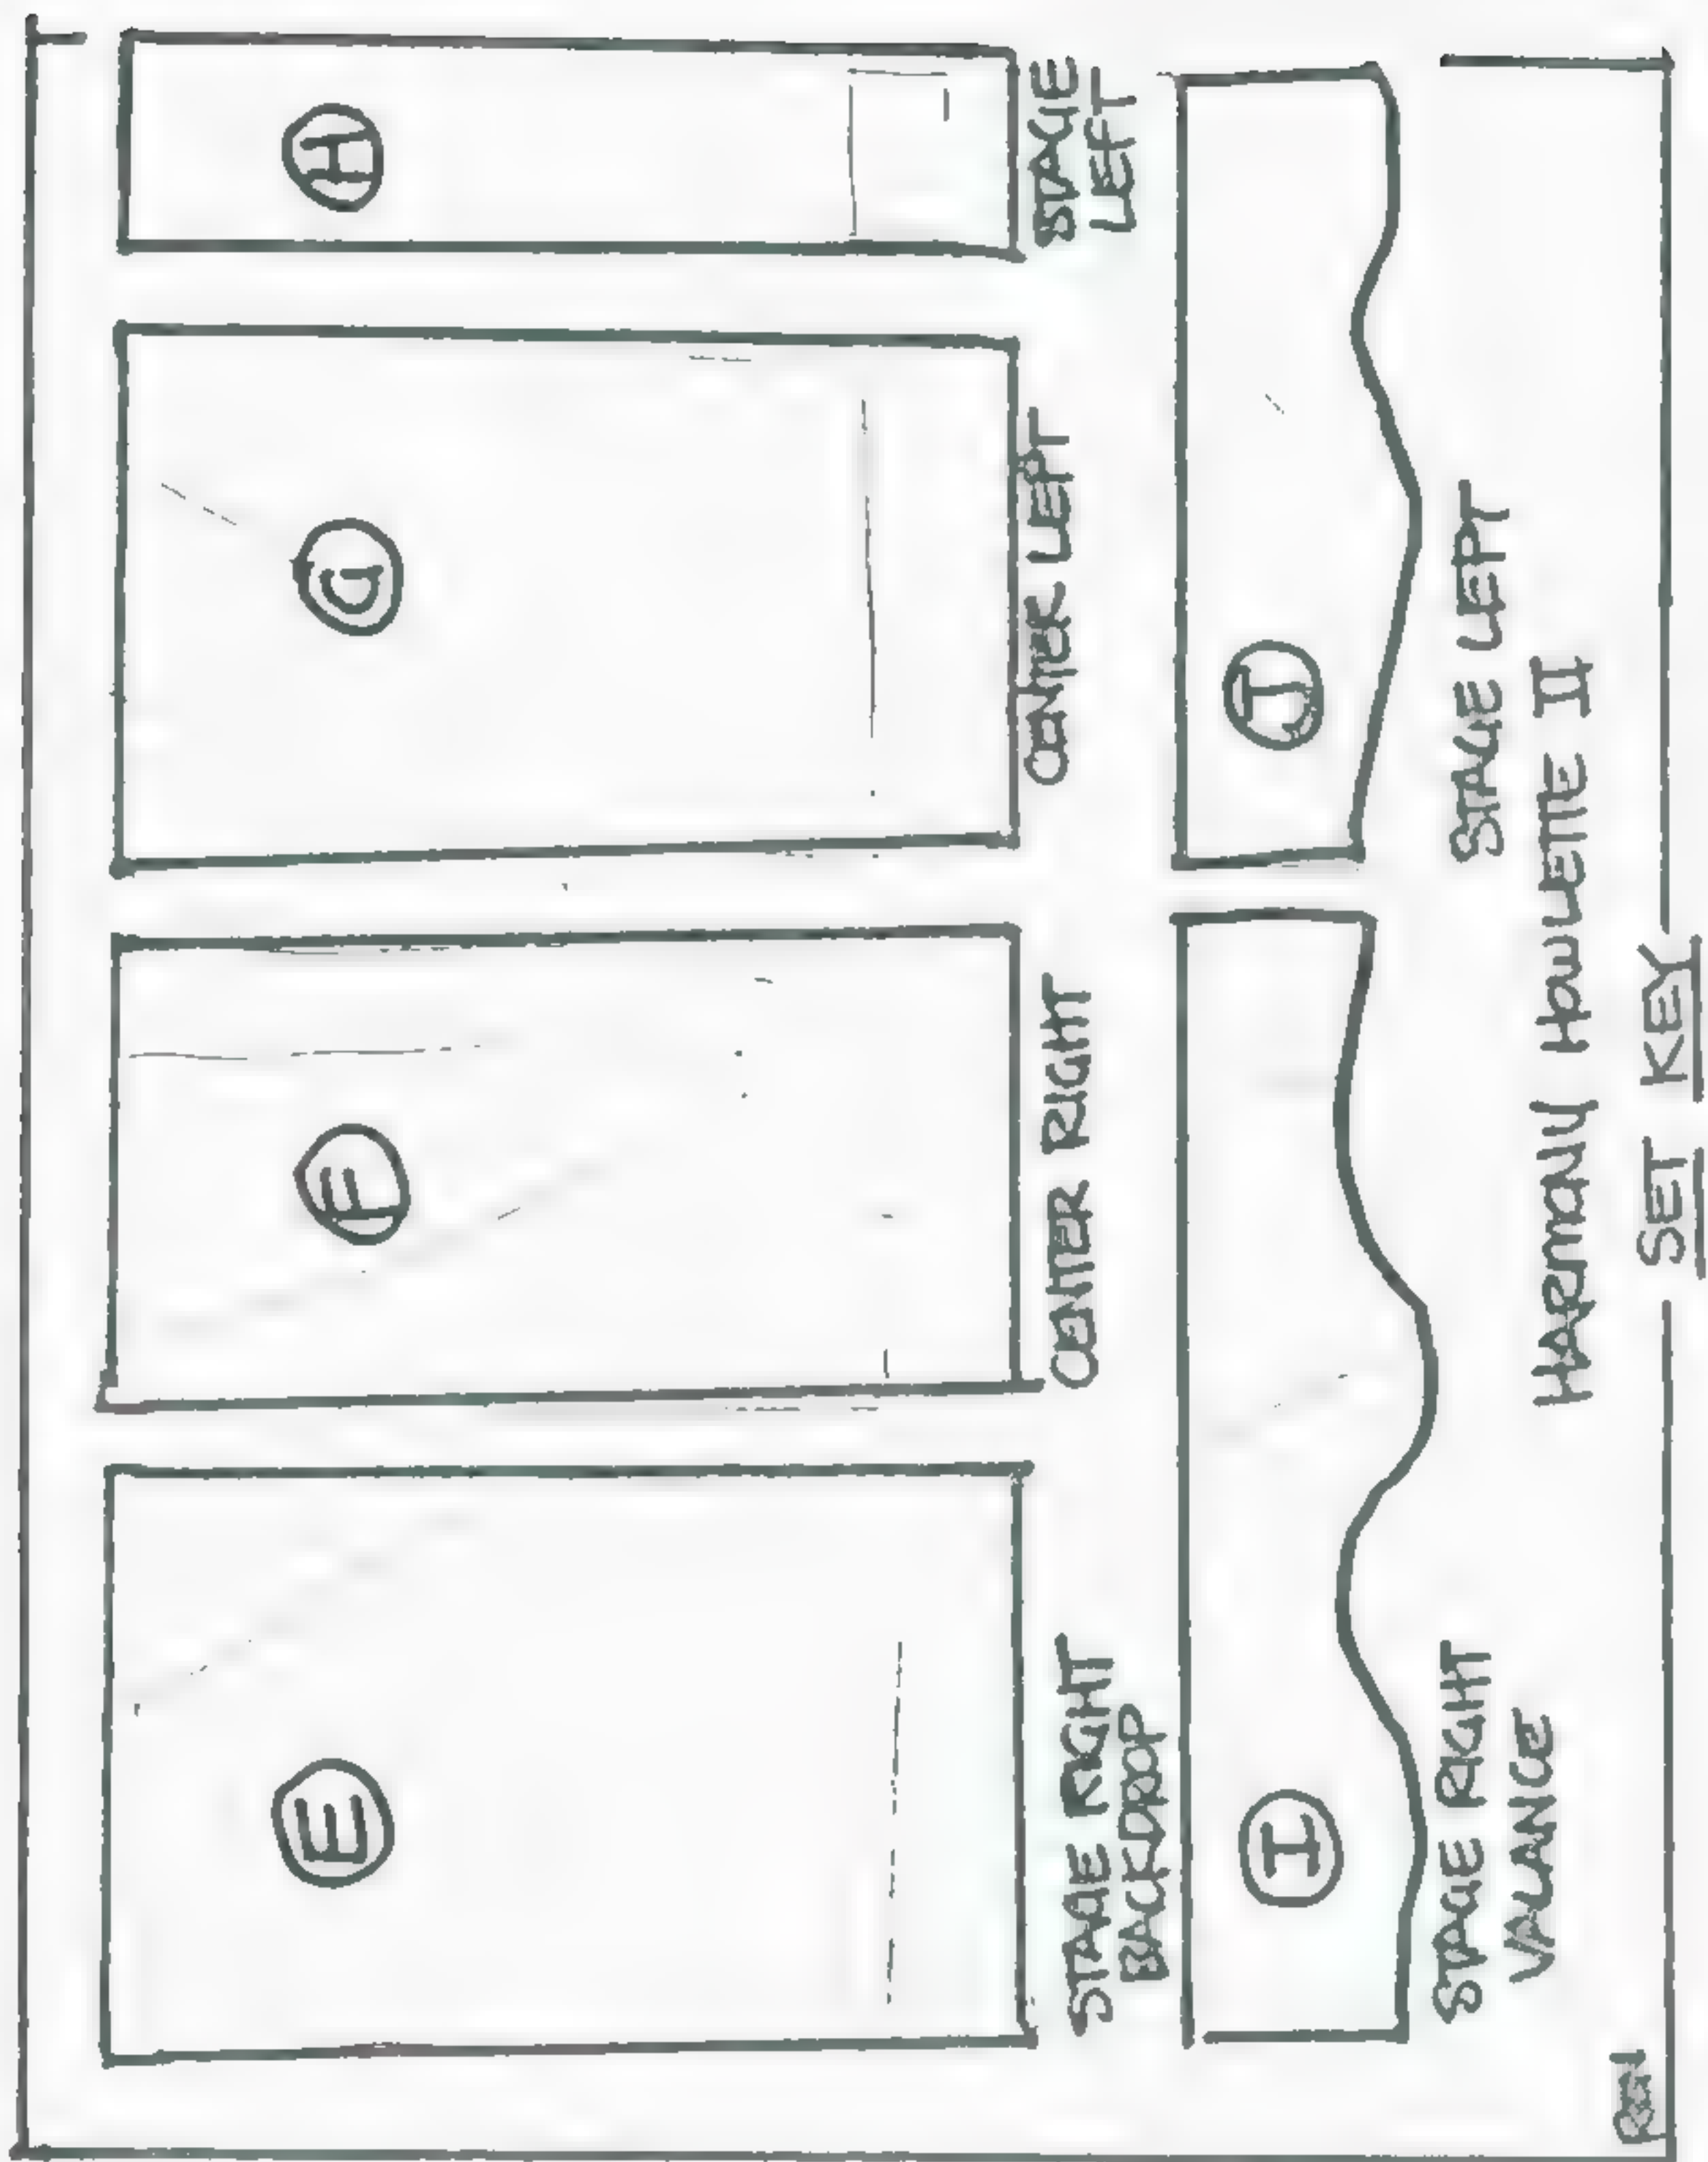 E
F
G
H
STAGE RIGHT
BACKDROP
CENTER RIGHT
CENTER LEFT
STAGE
LEFT
I
J
STAGE RIGHT
VALANCE
STAGE LEFT
HARMONY HOWLETTE II
SET KEY